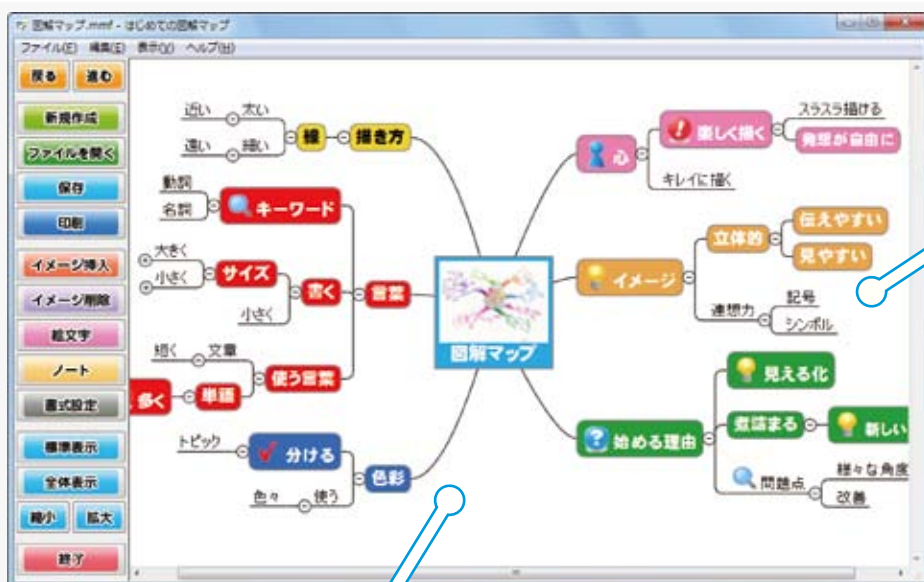 図解マップ.mmf - はじめての図解マップ
ファイル(F) 編集(E) 表示(V) ヘルプ(H)
戻る 進む
新規作成
ファイルを開く
保存
印刷
イメージ挿入
イメージ削除
絵文字
ノート
書式設定
標準表示
全体表示
縮小 拡大
終了
近い 太い
遠い 細い
線 描き方
動詞
名詞
キーワード
大きく
小さく
サイズ
小さく
書く 言葉
短く 文章
多く 単語
使う言葉
トピック
分ける
色々 使う
色彩
図解マップ
心
楽しく描く
スラスラ描ける
発想が自由に
キレイに描く
イメージ
立体的
伝えやすい
見やすい
連想力
記号
シンボル
始める理由
見える化
煮詰まる
新しい
問題点
様々な角度
改善